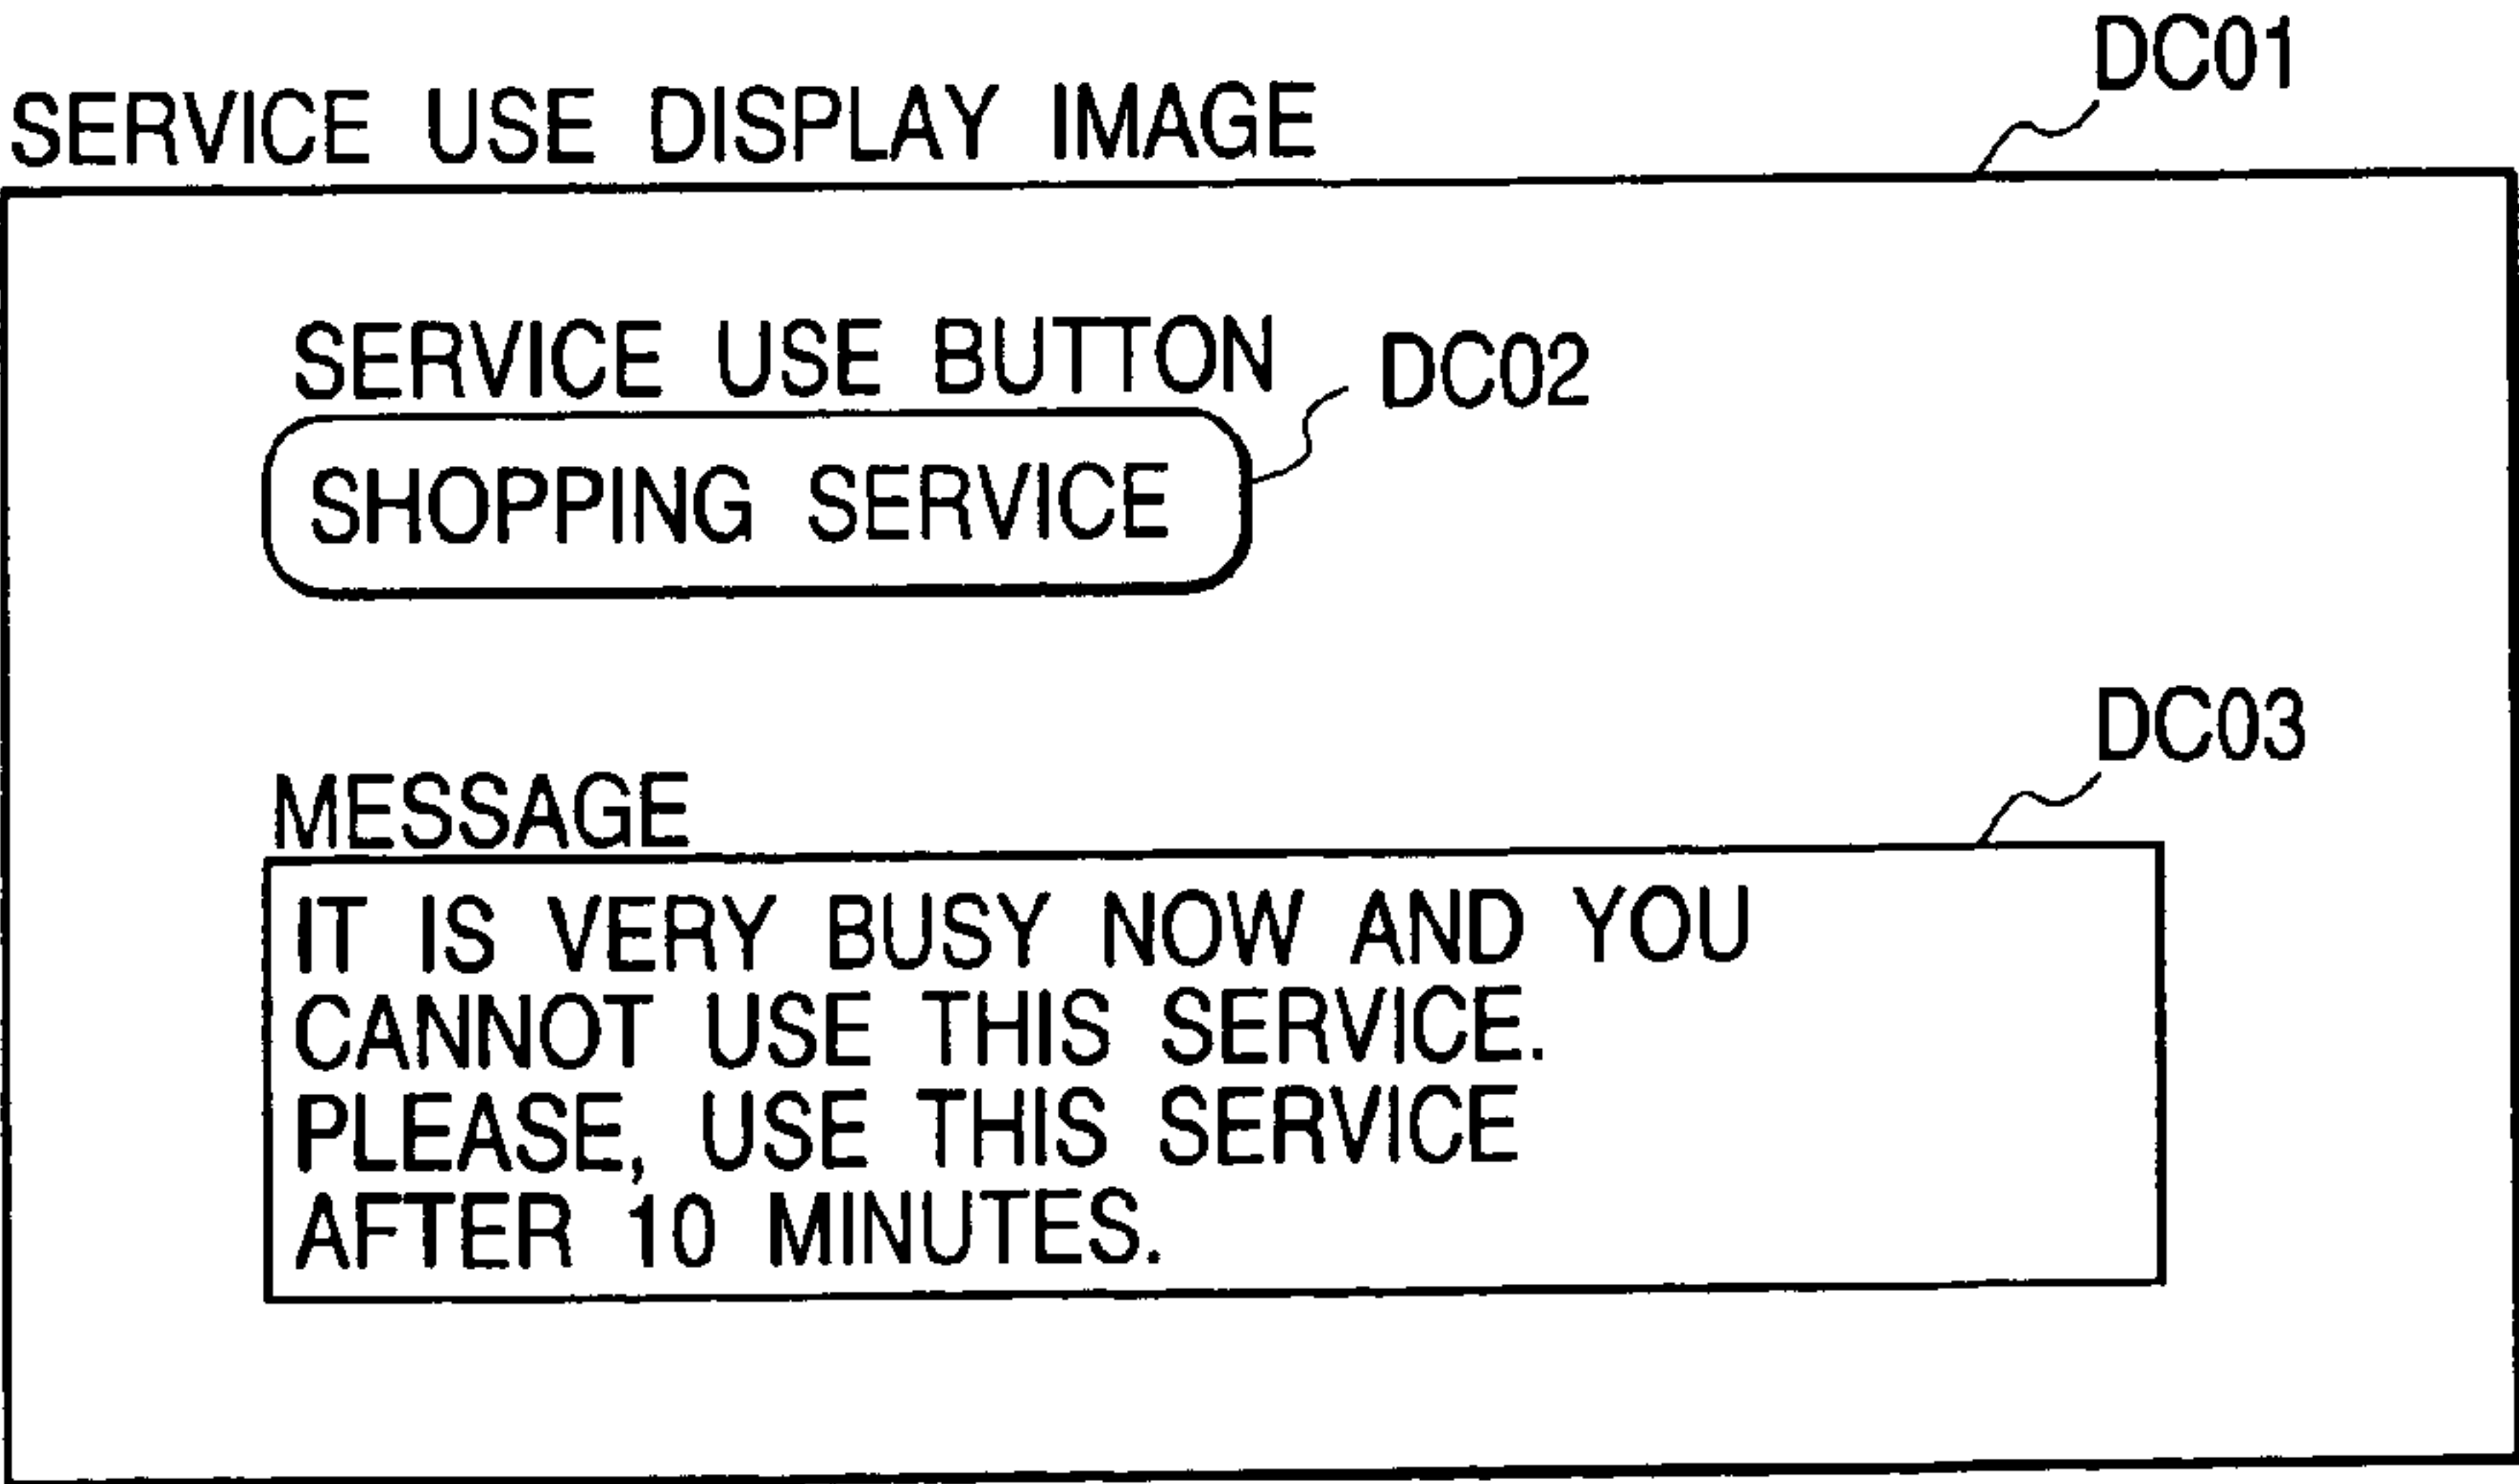 DC01
SERVICE USE DISPLAY IMAGE
SERVICE USE BUTTON
DC02
SHOPPING SERVICE
DC03
MESSAGE
IT IS VERY BUSY NOW AND YOU
CANNOT USE THIS SERVICE.
PLEASE, USE THIS SERVICE
AFTER 10 MINUTES.